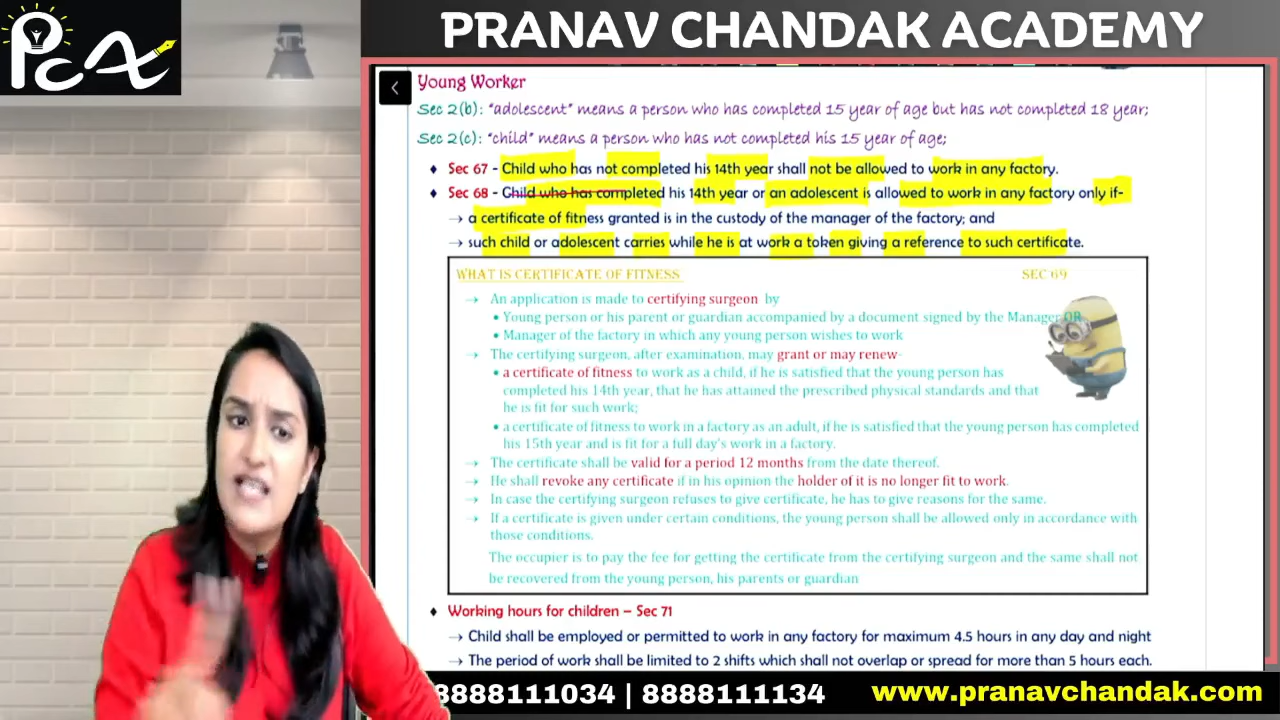 PCA
PRANAV CHANDAK ACADEMY
Young Worker
Sec 2(b): "adolescent" means a person who has completed 15 year of age but has not completed 18 year;
Sec 2(c): "child" means a person who has not completed his 15 year of age;
♦ Sec 67 - Child who has not completed his 14th year shall not be allowed to work in any factory.
♦ Sec 68 - Child who has completed his 14th year or an adolescent is allowed to work in any factory only if-
→ a certificate of fitness granted is in the custody of the manager of the factory; and
→ such child or adolescent carries while he is at work a token giving a reference to such certificate.
WHAT IS CERTIFICATE OF FITNESS SEC 69
→ An application is made to certifying surgeon by
• Young person or his parent or guardian accompanied by a document signed by the Manager OR
• Manager of the factory in which any young person wishes to work
→ The certifying surgeon, after examination, may grant or may renew-
• a certificate of fitness to work as a child, if he is satisfied that the young person has
completed his 14th year, that he has attained the prescribed physical standards and that
he is fit for such work;
• a certificate of fitness to work in a factory as an adult, if he is satisfied that the young person has completed
his 15th year and is fit for a full day's work in a factory.
→ The certificate shall be valid for a period 12 months from the date thereof.
→ He shall revoke any certificate if in his opinion the holder of it is no longer fit to work.
→ In case the certifying surgeon refuses to give certificate, he has to give reasons for the same.
→ If a certificate is given under certain conditions, the young person shall be allowed only in accordance with
those conditions.
The occupier is to pay the fee for getting the certificate from the certifying surgeon and the same shall not
be recovered from the young person, his parents or guardian
♦ Working hours for children – Sec 71
→ Child shall be employed or permitted to work in any factory for maximum 4.5 hours in any day and night
→ The period of work shall be limited to 2 shifts which shall not overlap or spread for more than 5 hours each.
8888111034 | 8888111134 www.pranavchandak.com